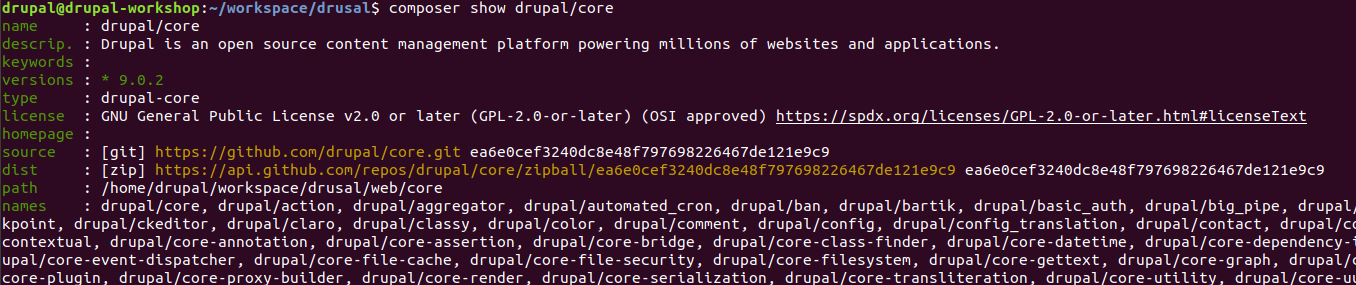 drupal@drupal-workshop:~/workspace/drusal$ composer show drupal/core
name     : drupal/core
descrip. : Drupal is an open source content management platform powering millions of websites and applications.
keywords :
versions : * 9.0.2
type     : drupal-core
license  : GNU General Public License v2.0 or later (GPL-2.0-or-later) (OSI approved) https://spdx.org/licenses/GPL-2.0-or-later.html#licenseText
homepage :
source   : [git] https://github.com/drupal/core.git ea6e0cef3240dc8e48f797698226467de121e9c9
dist     : [zip] https://api.github.com/repos/drupal/core/zipball/ea6e0cef3240dc8e48f797698226467de121e9c9 ea6e0cef3240dc8e48f797698226467de121e9c9
path     : /home/drupal/workspace/drusal/web/core
names    : drupal/core, drupal/action, drupal/aggregator, drupal/automated_cron, drupal/ban, drupal/bartik, drupal/basic_auth, drupal/big_pipe, drupal/
kpoint, drupal/ckeditor, drupal/claro, drupal/classy, drupal/color, drupal/comment, drupal/config, drupal/config_translation, drupal/contact, drupal/co
contextual, drupal/core-annotation, drupal/core-assertion, drupal/core-bridge, drupal/core-class-finder, drupal/core-datetime, drupal/core-dependency-i
upal/core-event-dispatcher, drupal/core-file-cache, drupal/core-file-security, drupal/core-filesystem, drupal/core-gettext, drupal/core-graph, drupal/c
core-plugin, drupal/core-proxy-builder, drupal/core-render, drupal/core-serialization, drupal/core-transliteration, drupal/core-utility, drupal/core-uu